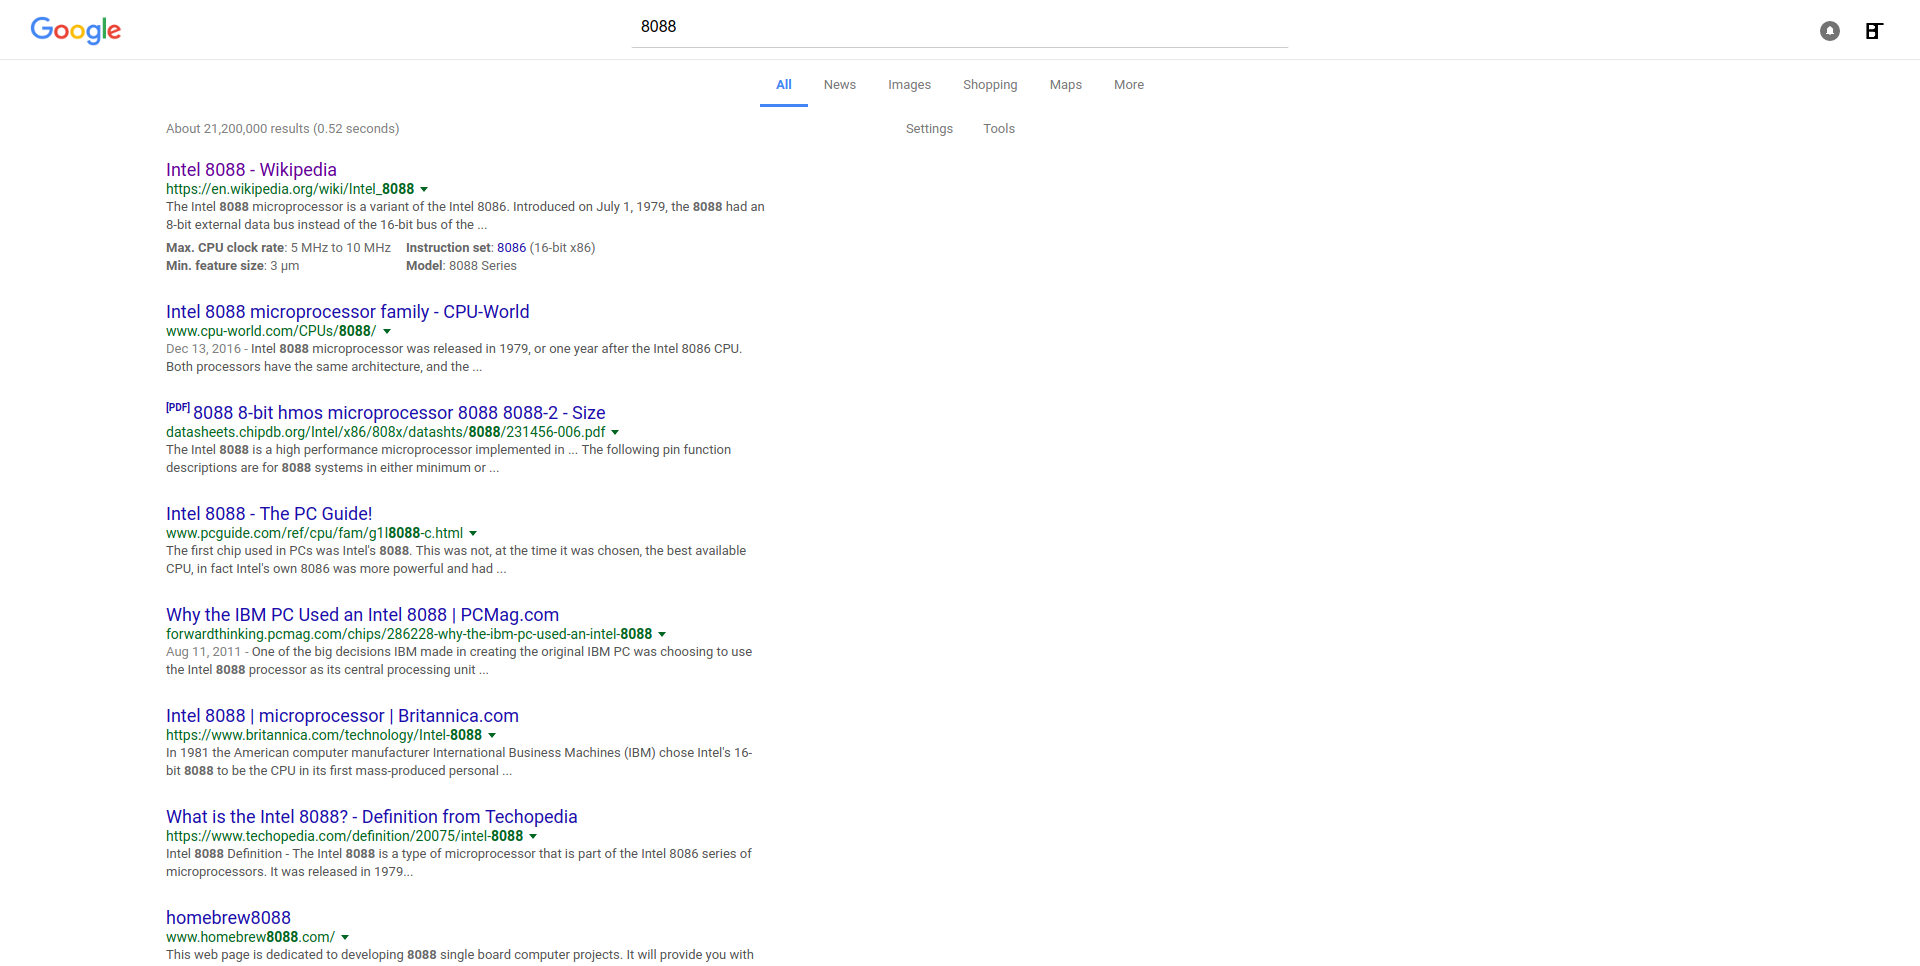 Google
8088
All News Images Shopping Maps More
About 21,200,000 results (0.52 seconds) Settings Tools
Intel 8088 - Wikipedia
https://en.wikipedia.org/wiki/Intel_8088
The Intel 8088 microprocessor is a variant of the Intel 8086. Introduced on July 1, 1979, the 8088 had an
8-bit external data bus instead of the 16-bit bus of the ...
Max. CPU clock rate: 5 MHz to 10 MHz Instruction set: 8086 (16-bit x86)
Min. feature size: 3 μm Model: 8088 Series
Intel 8088 microprocessor family - CPU-World
www.cpu-world.com/CPUs/8088/
Dec 13, 2016 - Intel 8088 microprocessor was released in 1979, or one year after the Intel 8086 CPU.
Both processors have the same architecture, and the ...
[PDF] 8088 8-bit hmos microprocessor 8088 8088-2 - Size
datasheets.chipdb.org/Intel/x86/808x/datashts/8088/231456-006.pdf
The Intel 8088 is a high performance microprocessor implemented in ... The following pin function
descriptions are for 8088 systems in either minimum or ...
Intel 8088 - The PC Guide!
www.pcguide.com/ref/cpu/fam/g1I8088-c.html
The first chip used in PCs was Intel's 8088. This was not, at the time it was chosen, the best available
CPU, in fact Intel's own 8086 was more powerful and had ...
Why the IBM PC Used an Intel 8088 | PCMag.com
forwardthinking.pcmag.com/chips/286228-why-the-ibm-pc-used-an-intel-8088
Aug 11, 2011 - One of the big decisions IBM made in creating the original IBM PC was choosing to use
the Intel 8088 processor as its central processing unit ...
Intel 8088 | microprocessor | Britannica.com
https://www.britannica.com/technology/Intel-8088
In 1981 the American computer manufacturer International Business Machines (IBM) chose Intel's 16-
bit 8088 to be the CPU in its first mass-produced personal ...
What is the Intel 8088? - Definition from Techopedia
https://www.techopedia.com/definition/20075/intel-8088
Intel 8088 Definition - The Intel 8088 is a type of microprocessor that is part of the Intel 8086 series of
microprocessors. It was released in 1979...
homebrew8088
www.homebrew8088.com/
This web page is dedicated to developing 8088 single board computer projects. It will provide you with